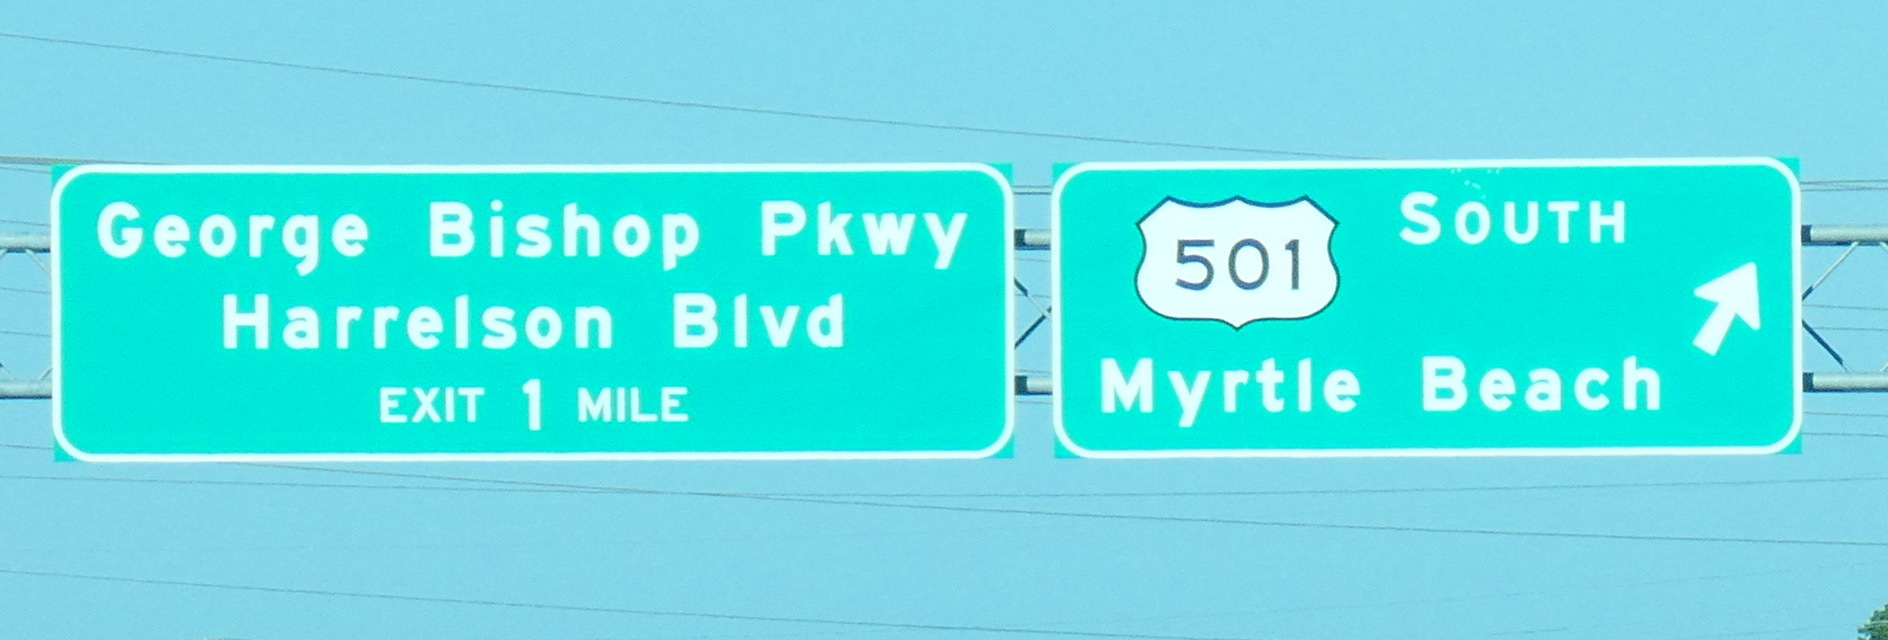 George Bishop Pkwy
Harrelson Blvd
EXIT 1 MILE
501 SOUTH
Myrtle Beach